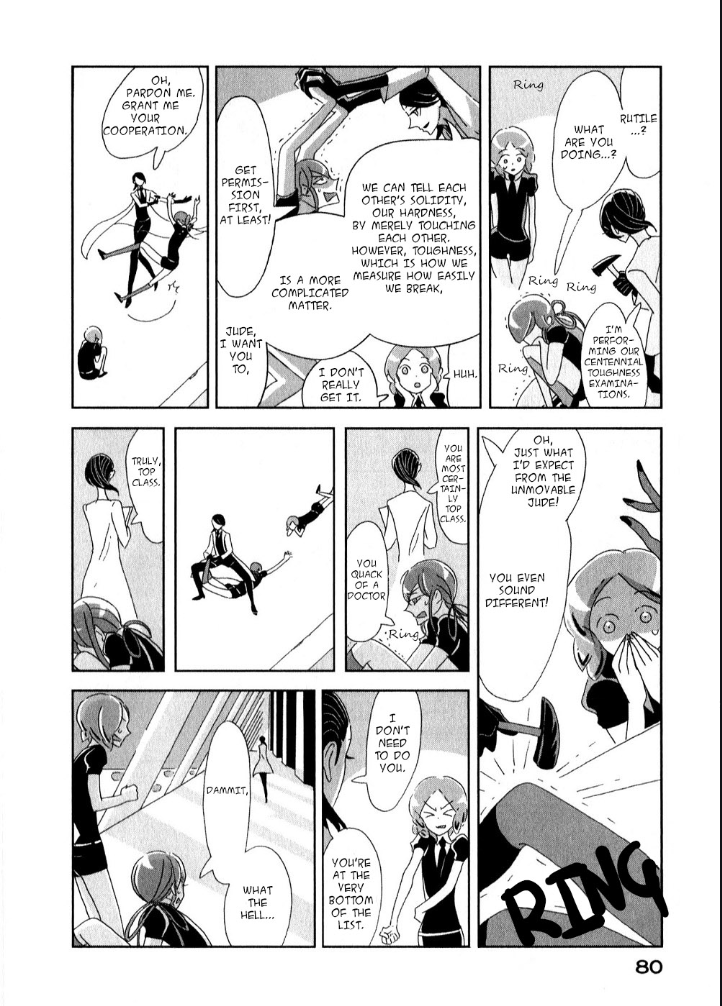 RUTILE
...?
WHAT
ARE YOU
DOING...?
Ring
Ring
Ring
Ring
I'M
PERFOR-
MING OUR
CENTENNIAL
TOUGHNESS
EXAMINA-
TIONS.
GET
PERMIS-
SION
FIRST,
AT LEAST!
WE CAN TELL EACH
OTHER'S SOLIDITY,
OUR HARDNESS,
BY MERELY TOUCHING
EACH OTHER.
HOWEVER, TOUGHNESS,
WHICH IS HOW WE
MEASURE HOW EASILY
WE BREAK,
IS A MORE
COMPLICATED
MATTER.
HUH.
I DON'T
REALLY
GET IT.
JUDE,
I WANT
YOU TO,
OH,
PARDON ME.
GRANT ME
YOUR
COOPERATION.
OH,
JUST WHAT
I'D EXPECT
FROM THE
UNMOVABLE
JUDE!
YOU EVEN
SOUND
DIFFERENT!
RING
YOU
ARE
MOST
CER-
TAIN-
LY
TOP
CLASS.
YOU
QUACK
OF A
DOCTOR
Ring
TRULY,
TOP
CLASS.
I
DON'T
NEED
TO DO
YOU.
YOU'RE
AT THE
VERY
BOTTOM
OF THE
LIST.
DAMMIT,
WHAT
THE
HELL...
80